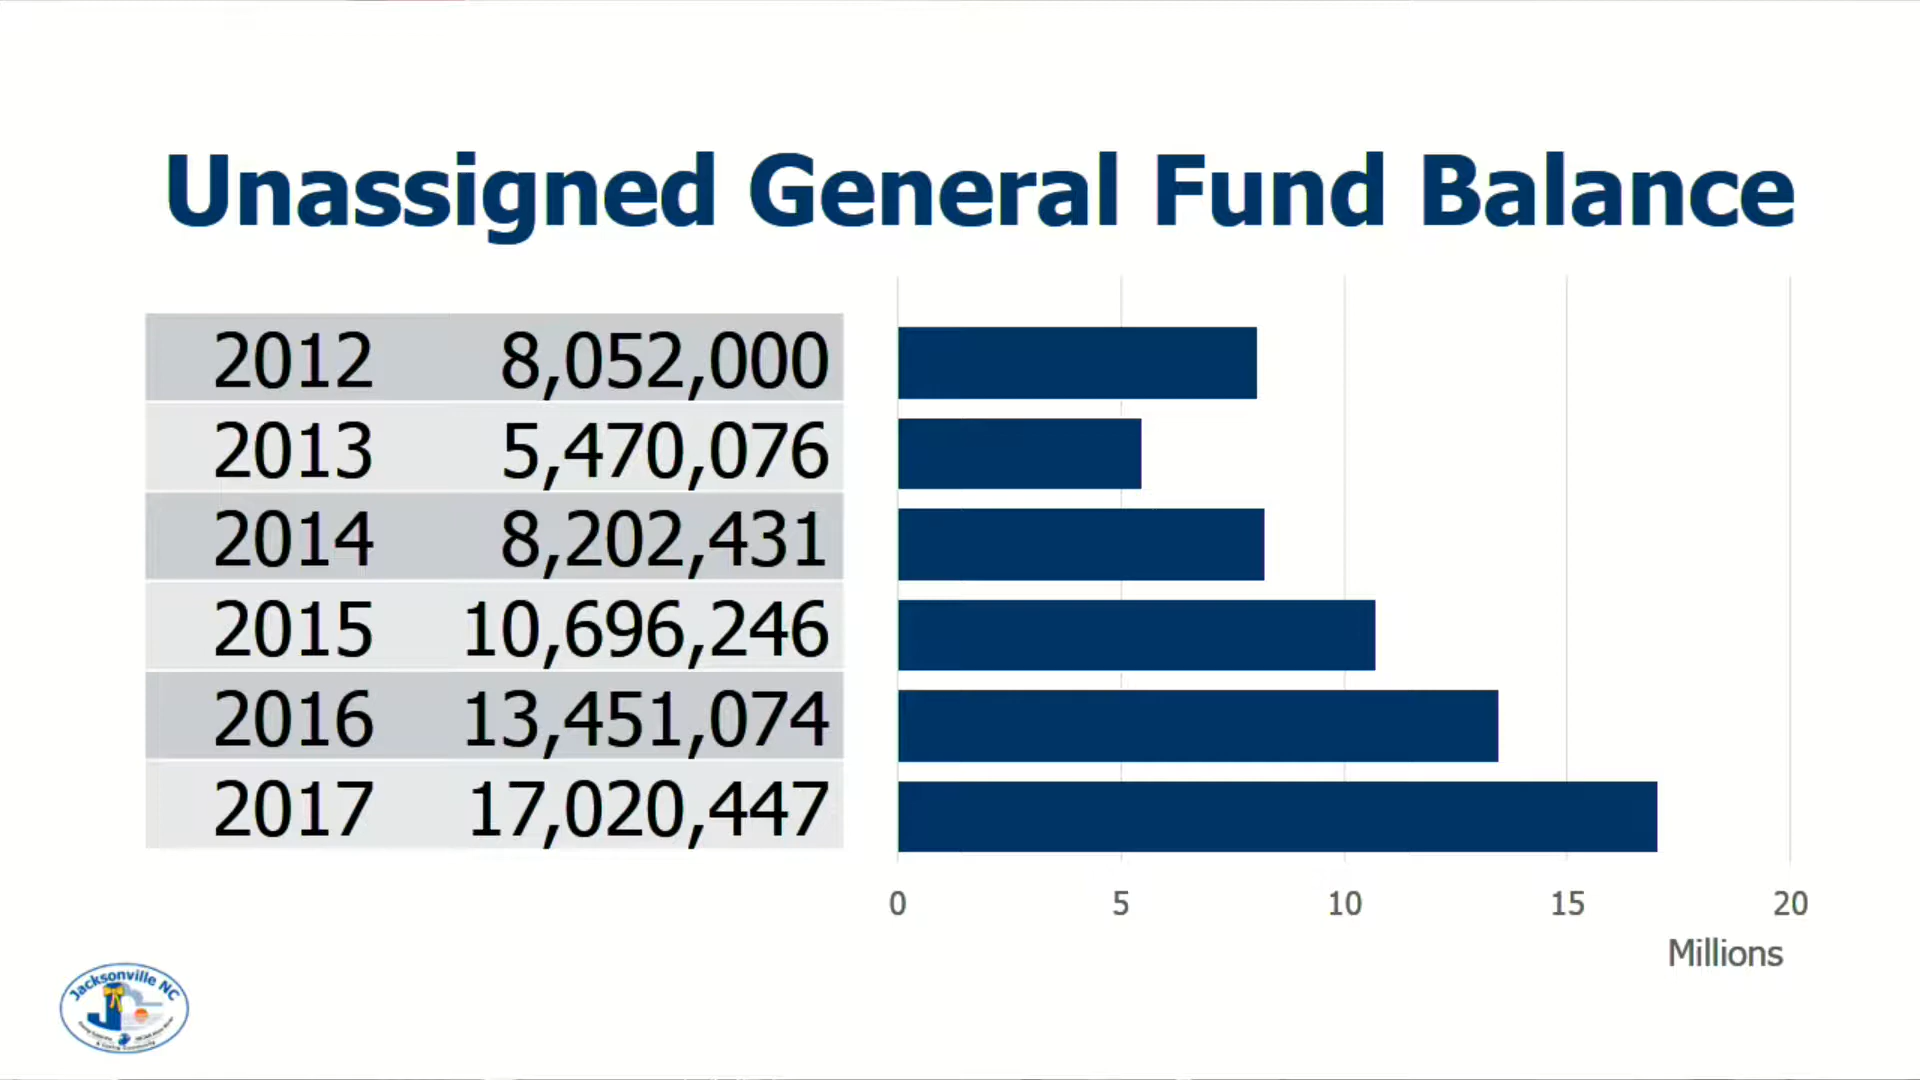 Unassigned General Fund Balance
2012 8,052,000
2013 5,470,076
2014 8,202,431
2015 10,696,246
2016 13,451,074
2017 17,020,447
0 5 10 15 20
Millions
Jacksonville NC